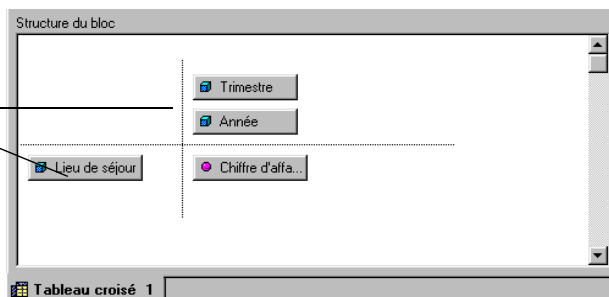 Structure du bloc
Trimestre
Année
Lieu de séjour
Chiffre d'affa...
Tableau croisé 1